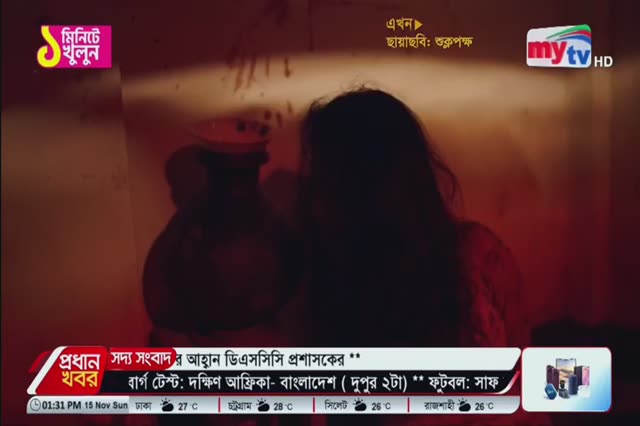 ১ মিনিটে
খুলুন
এখন
ছায়াছবি: শুক্লপক্ষ
mytv HD
প্রধান
খবর
সদ্য সংবাদ
র আহ্বান ডিএসসিসি প্রশাসকের **
বার্গ টেস্ট: দক্ষিণ আফ্রিকা- বাংলাদেশ ( দুপুর ২টা) ** ফুটবল: সাফ
01:31 PM 15 Nov Sun ঢাকা 27°C চট্টগ্রাম 28°C সিলেট 26°C রাজশাহী 26°C